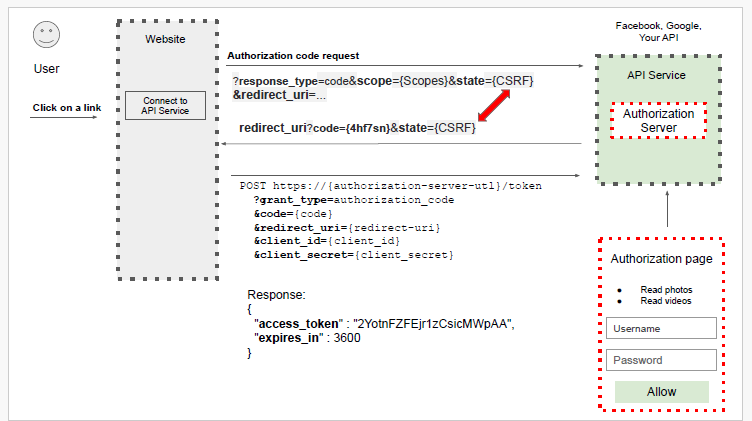 User
Click on a link
Website
Connect to
API Service
Authorization code request
?response_type=code&scope={Scopes}&state={CSRF}
&redirect_uri=...
redirect_uri?code={4hf7sn}&state={CSRF}
POST https://{authorization-server-utl}/token
?grant_type=authorization_code
&code={code}
&redirect_uri={redirect-uri}
&client_id={client_id}
&client_secret={client_secret}
Response:
{
"access_token" : "2YotnFZFEjr1zCsicMWpAA",
"expires_in" : 3600
}
Facebook, Google,
Your API
API Service
Authorization
Server
Authorization page
● Read photos
● Read videos
Username
Password
Allow